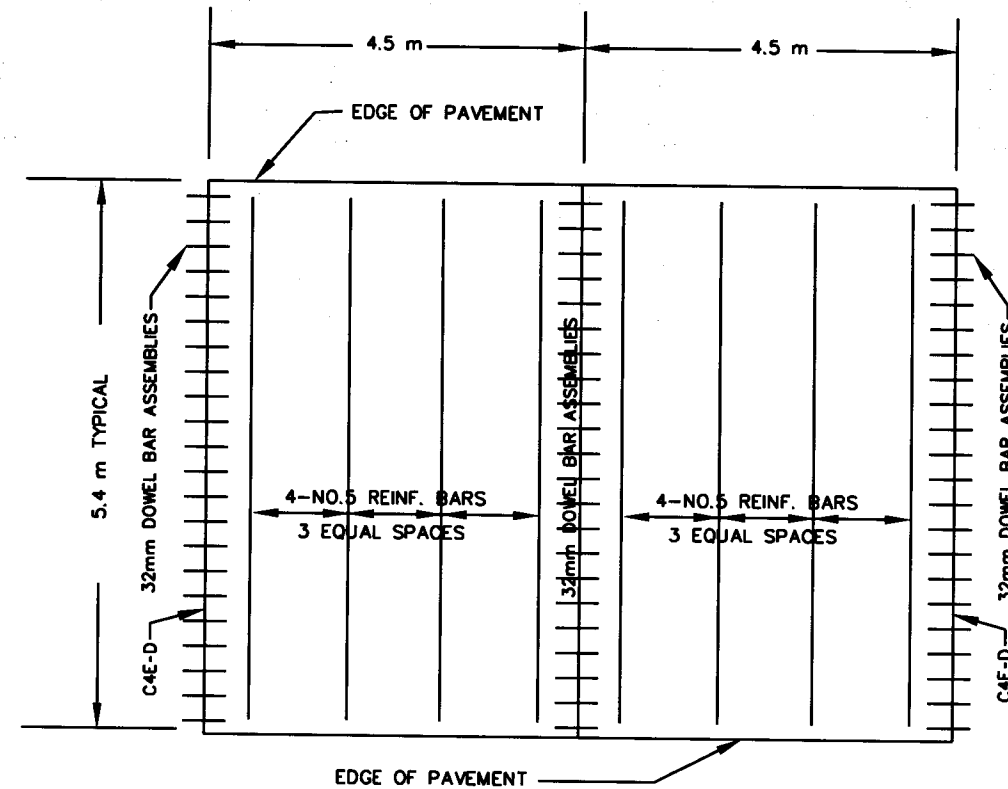 4.5 m
4.5 m
EDGE OF PAVEMENT
5.4 m TYPICAL
32mm DOWEL BAR ASSEMBLIES
C4E-D
4-NO.5 REINF. BARS
3 EQUAL SPACES
32mm DOWEL BAR ASSEMBLIES
4-NO.5 REINF. BARS
3 EQUAL SPACES
32mm DOWEL BAR ASSEMBLIES
C4E-D
EDGE OF PAVEMENT